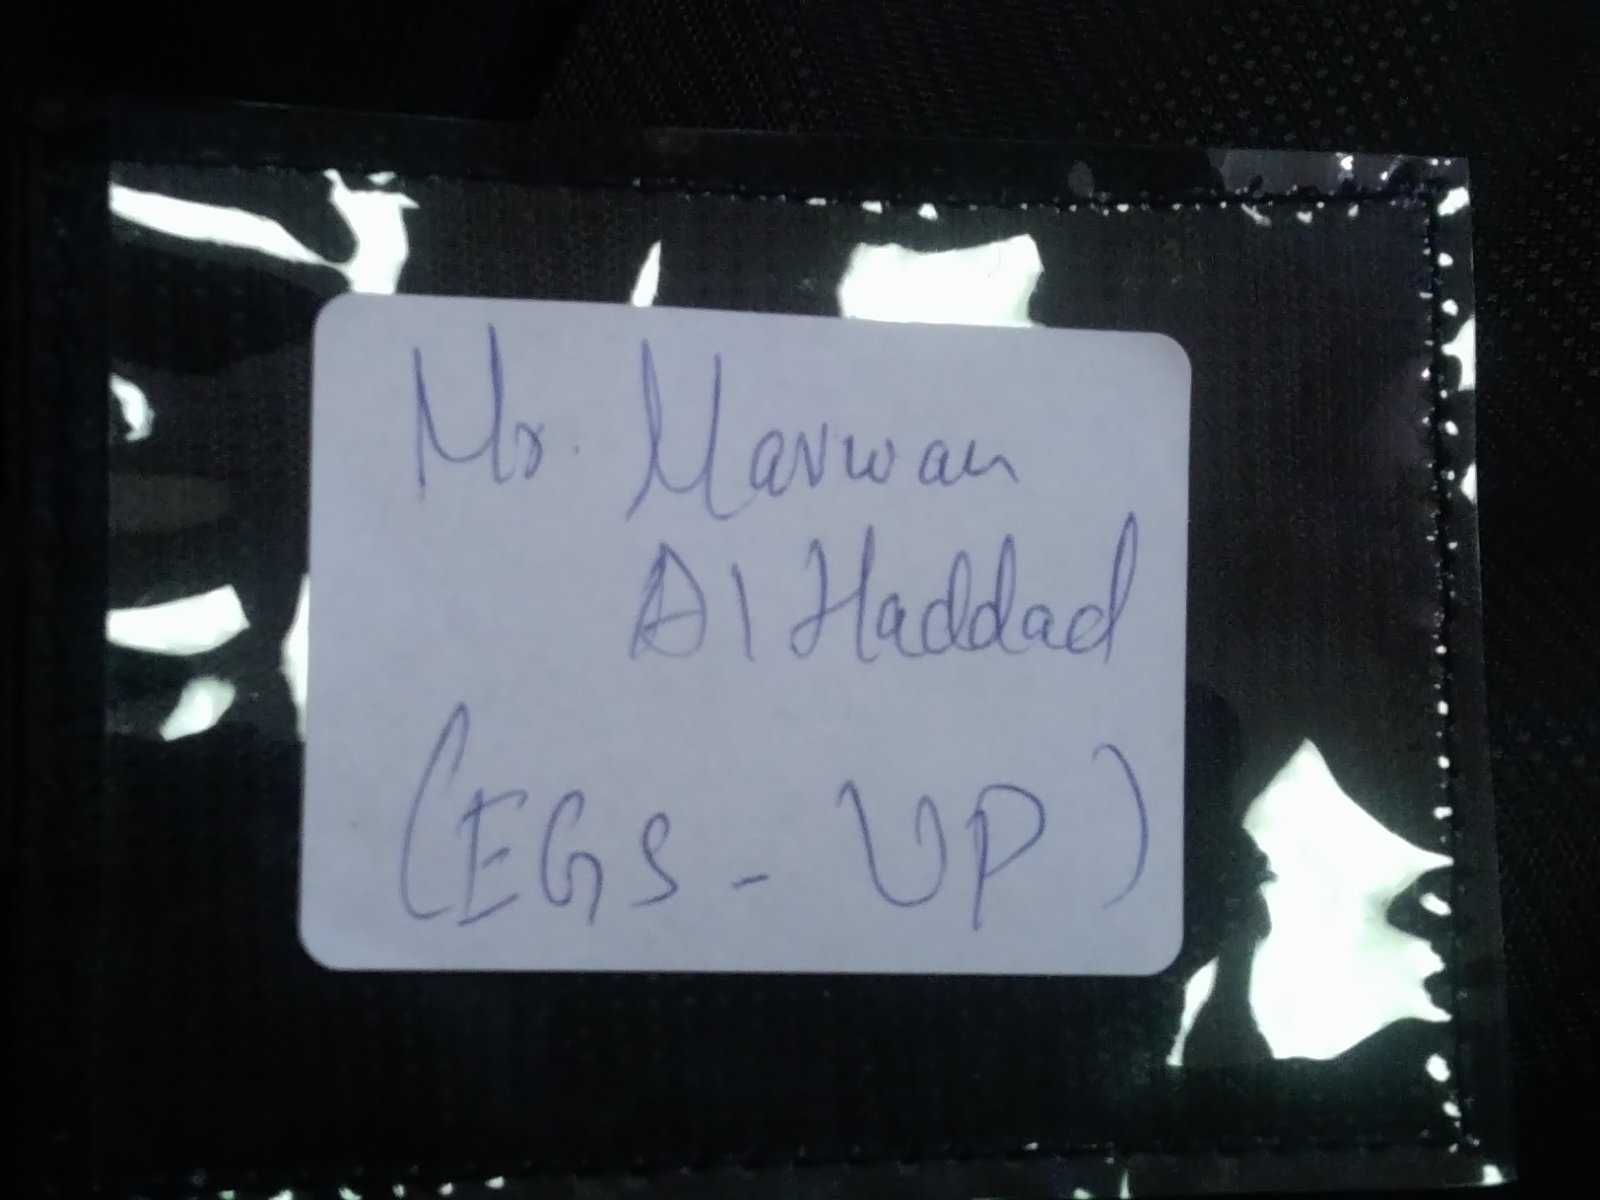 Mr. Marwan
Al Haddad
(EGS - UP)